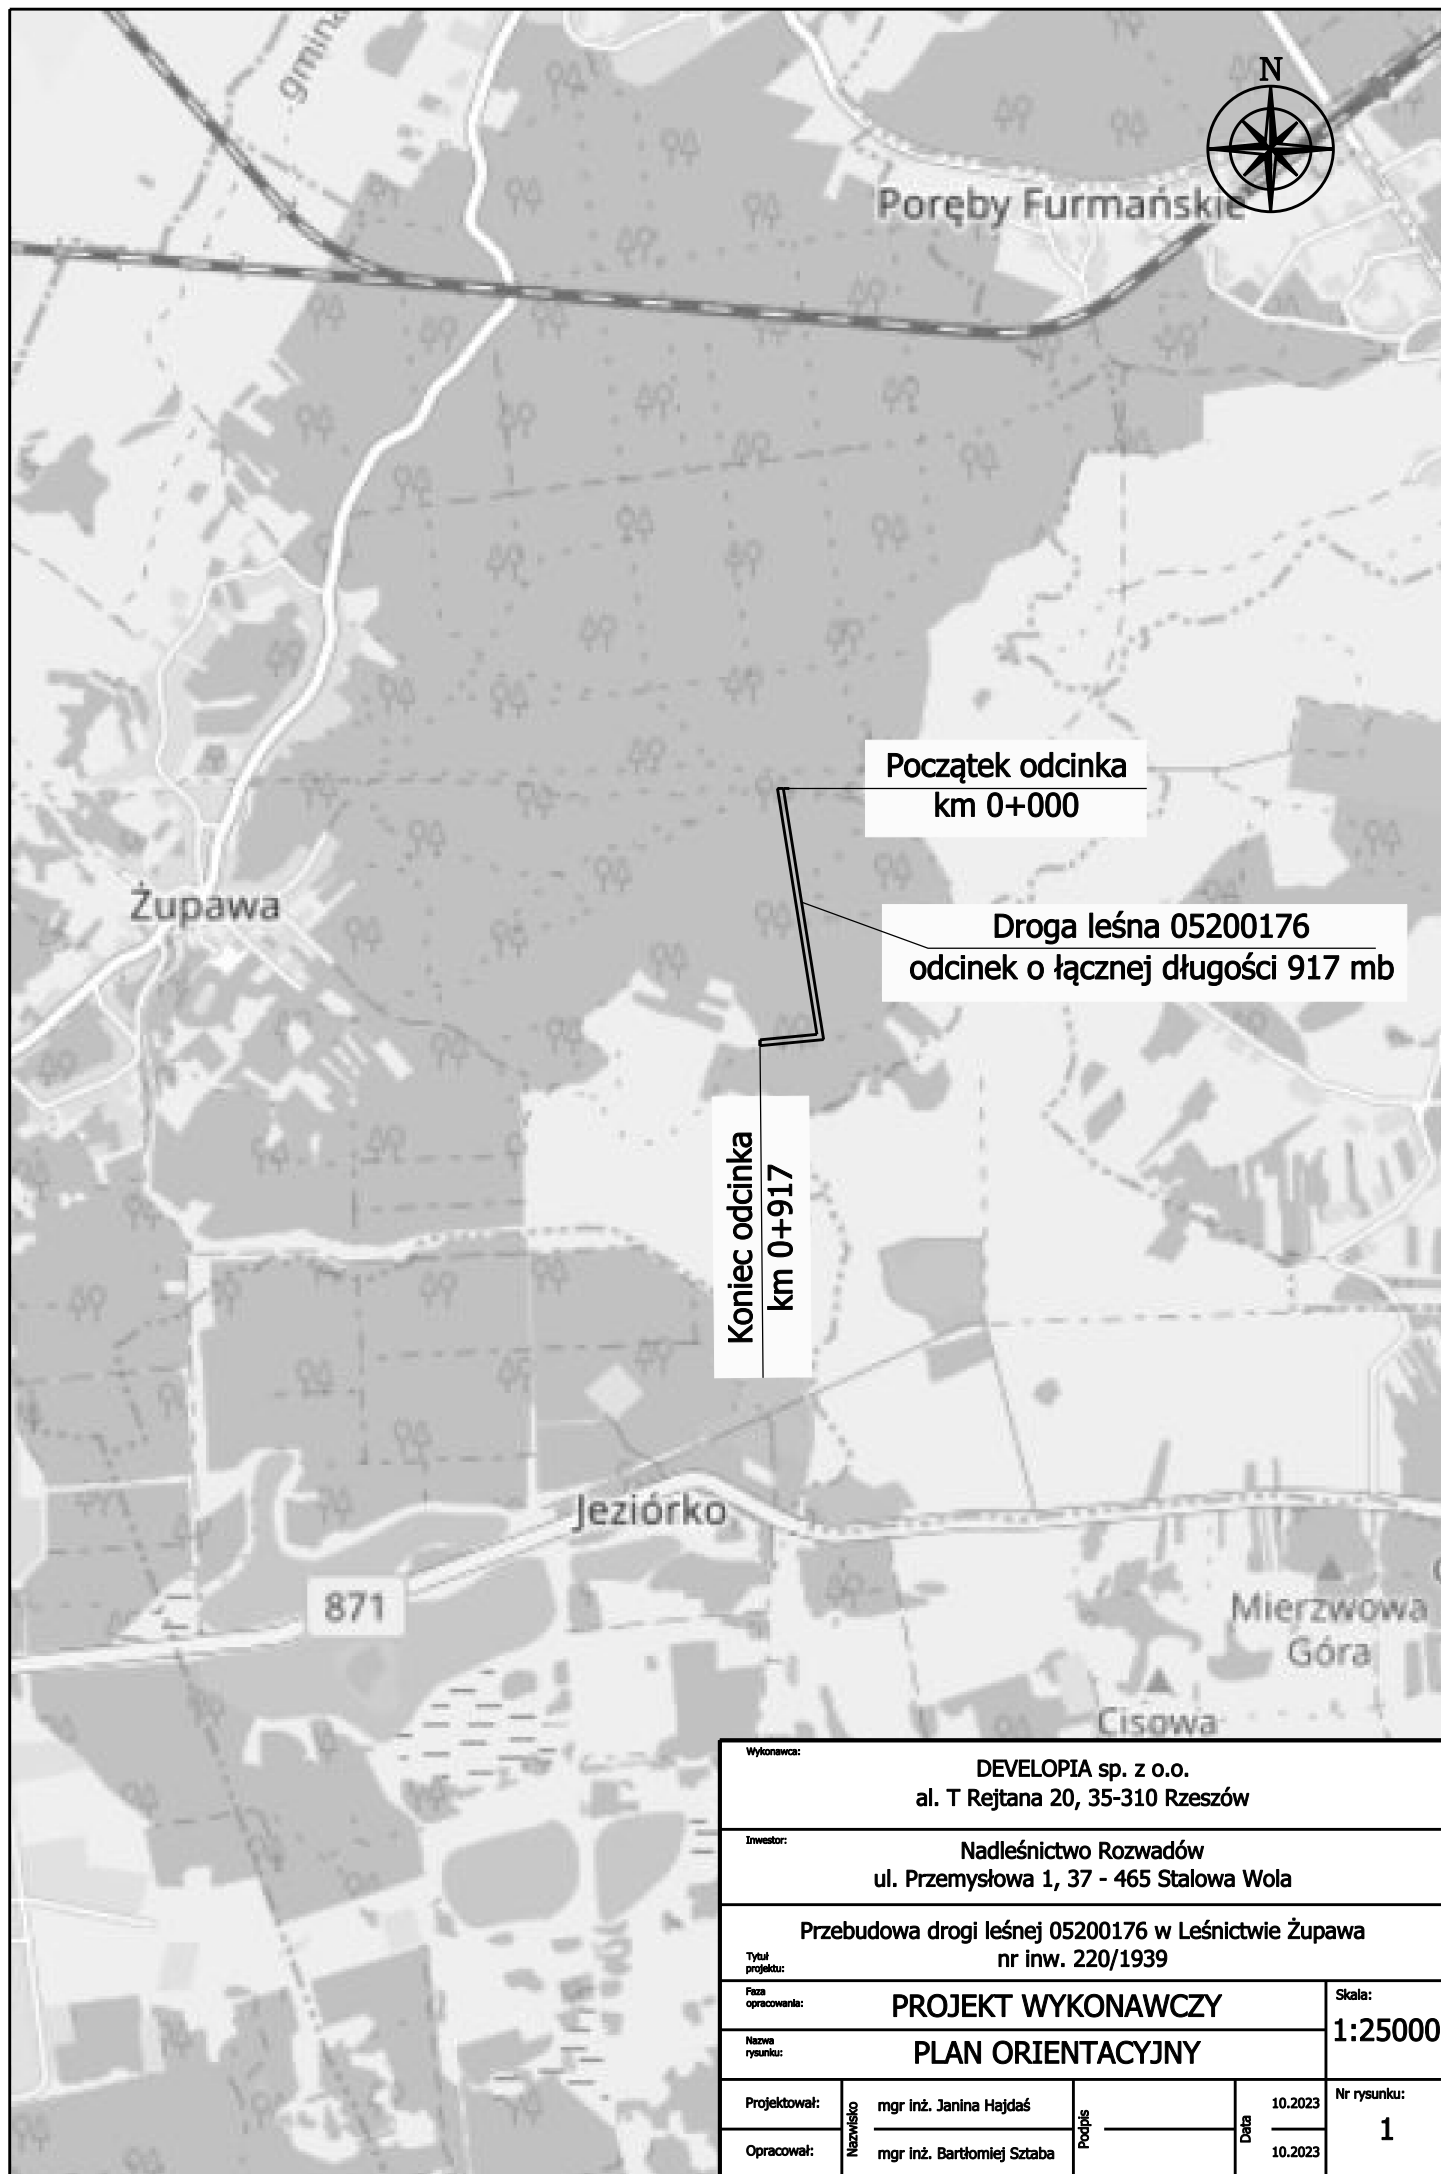 gmina
N
Poręby Furmańskie
Początek odcinka
km 0+000
Żupawa
Droga leśna 05200176
odcinek o łącznej długości 917 mb
Koniec odcinka
km 0+917
Jeziórko
871
Mierzwowa
Góra
Cisowa
Wykonawca:
DEVELOPIA sp. z o.o.
al. T Rejtana 20, 35-310 Rzeszów
Inwestor:
Nadleśnictwo Rozwadów
ul. Przemysłowa 1, 37 - 465 Stalowa Wola
Tytuł
projektu:
Przebudowa drogi leśnej 05200176 w Leśnictwie Żupawa
nr inw. 220/1939
Faza
opracowania:
PROJEKT WYKONAWCZY
Skala:
1:25000
Nazwa
rysunku:
PLAN ORIENTACYJNY
Projektował:
Nazwisko
mgr inż. Janina Hajdaś
Podpis
Data
10.2023
Nr rysunku:
1
Opracował:
mgr inż. Bartłomiej Sztaba
10.2023